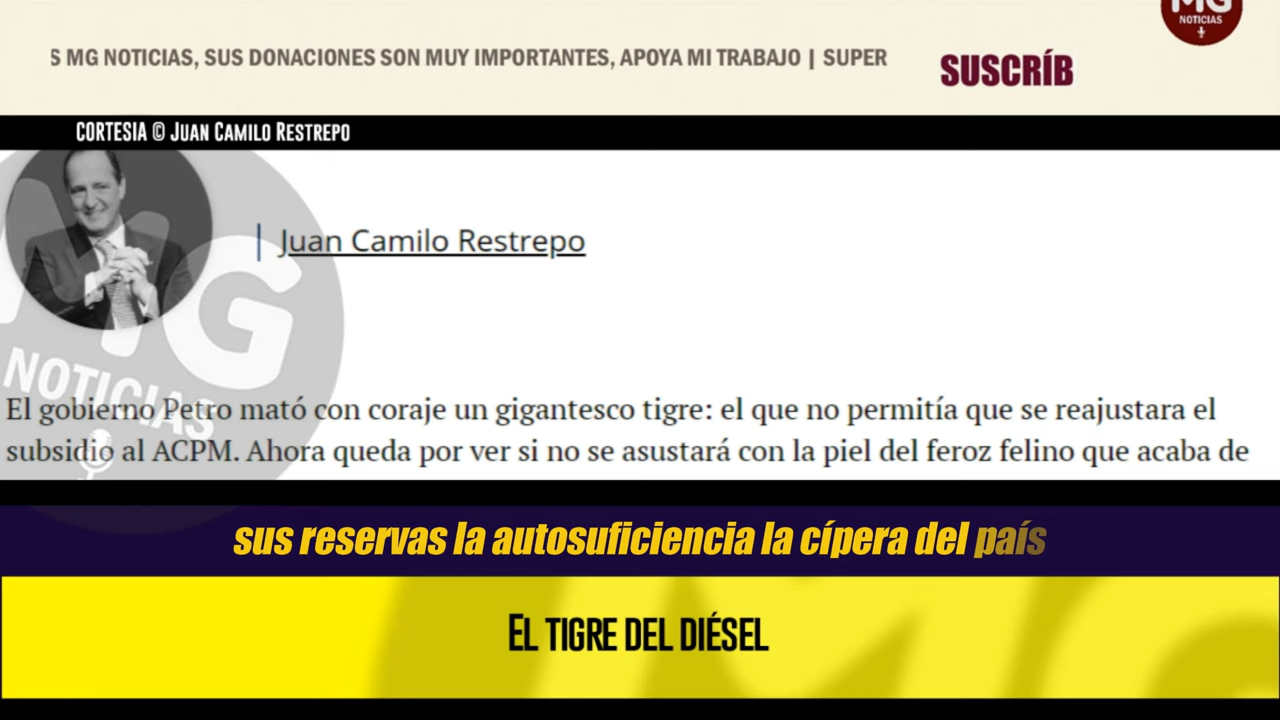 MG
NOTICIAS
S MG NOTICIAS, SUS DONACIONES SON MUY IMPORTANTES, APOYA MI TRABAJO | SUPER
SUSCRÍB
CORTESIA © JUAN CAMILO RESTREPO
| Juan Camilo Restrepo
MG
NOTICIAS
El gobierno Petro mató con coraje un gigantesco tigre: el que no permitía que se reajustara el
subsidio al ACPM. Ahora queda por ver si no se asustará con la piel del feroz felino que acaba de
sus reservas la autosuficiencia la cípera del país
EL TIGRE DEL DIÉSEL